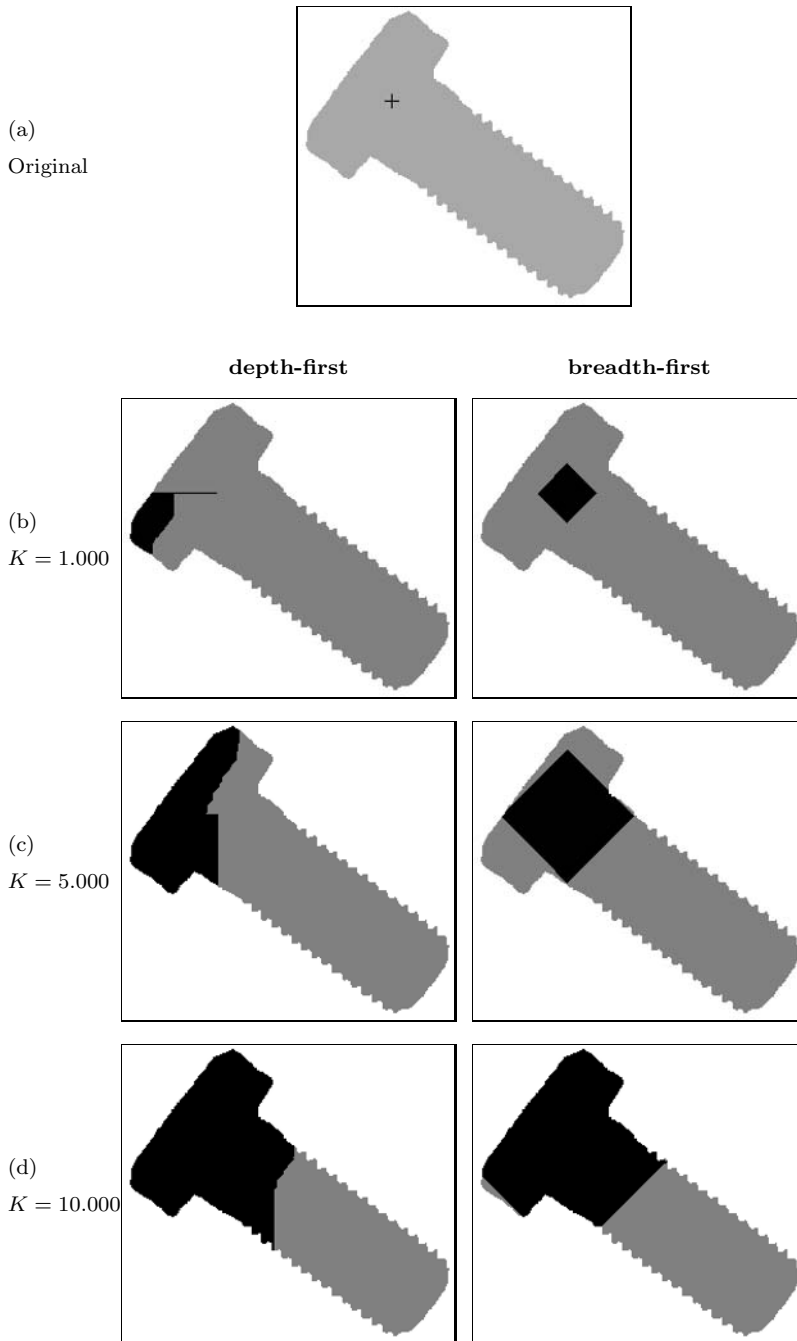 (a)
Original
depth-first breadth-first
(b)
K = 1.000
(c)
K = 5.000
(d)
K = 10.000